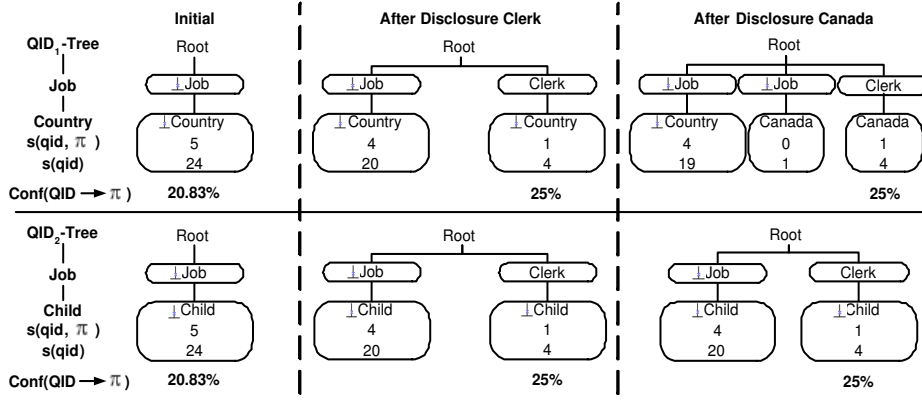 Initial After Disclosure Clerk After Disclosure Canada
QID1-Tree Root Root Root
Job ⊥Job ⊥Job Clerk ⊥Job ⊥Job Clerk
Country ⊥Country ⊥Country ⊥Country ⊥Country Canada Canada
s(qid, π) 5 4 1 4 0 1
s(qid) 24 20 4 19 1 4
Conf(QID → π) 20.83% 25% 25%
QID2-Tree Root Root Root
Job ⊥Job ⊥Job Clerk ⊥Job Clerk
Child ⊥Child ⊥Child ⊥Child ⊥Child ⊥Child
s(qid, π) 5 4 1 4 1
s(qid) 24 20 4 20 4
Conf(QID → π) 20.83% 25% 25%